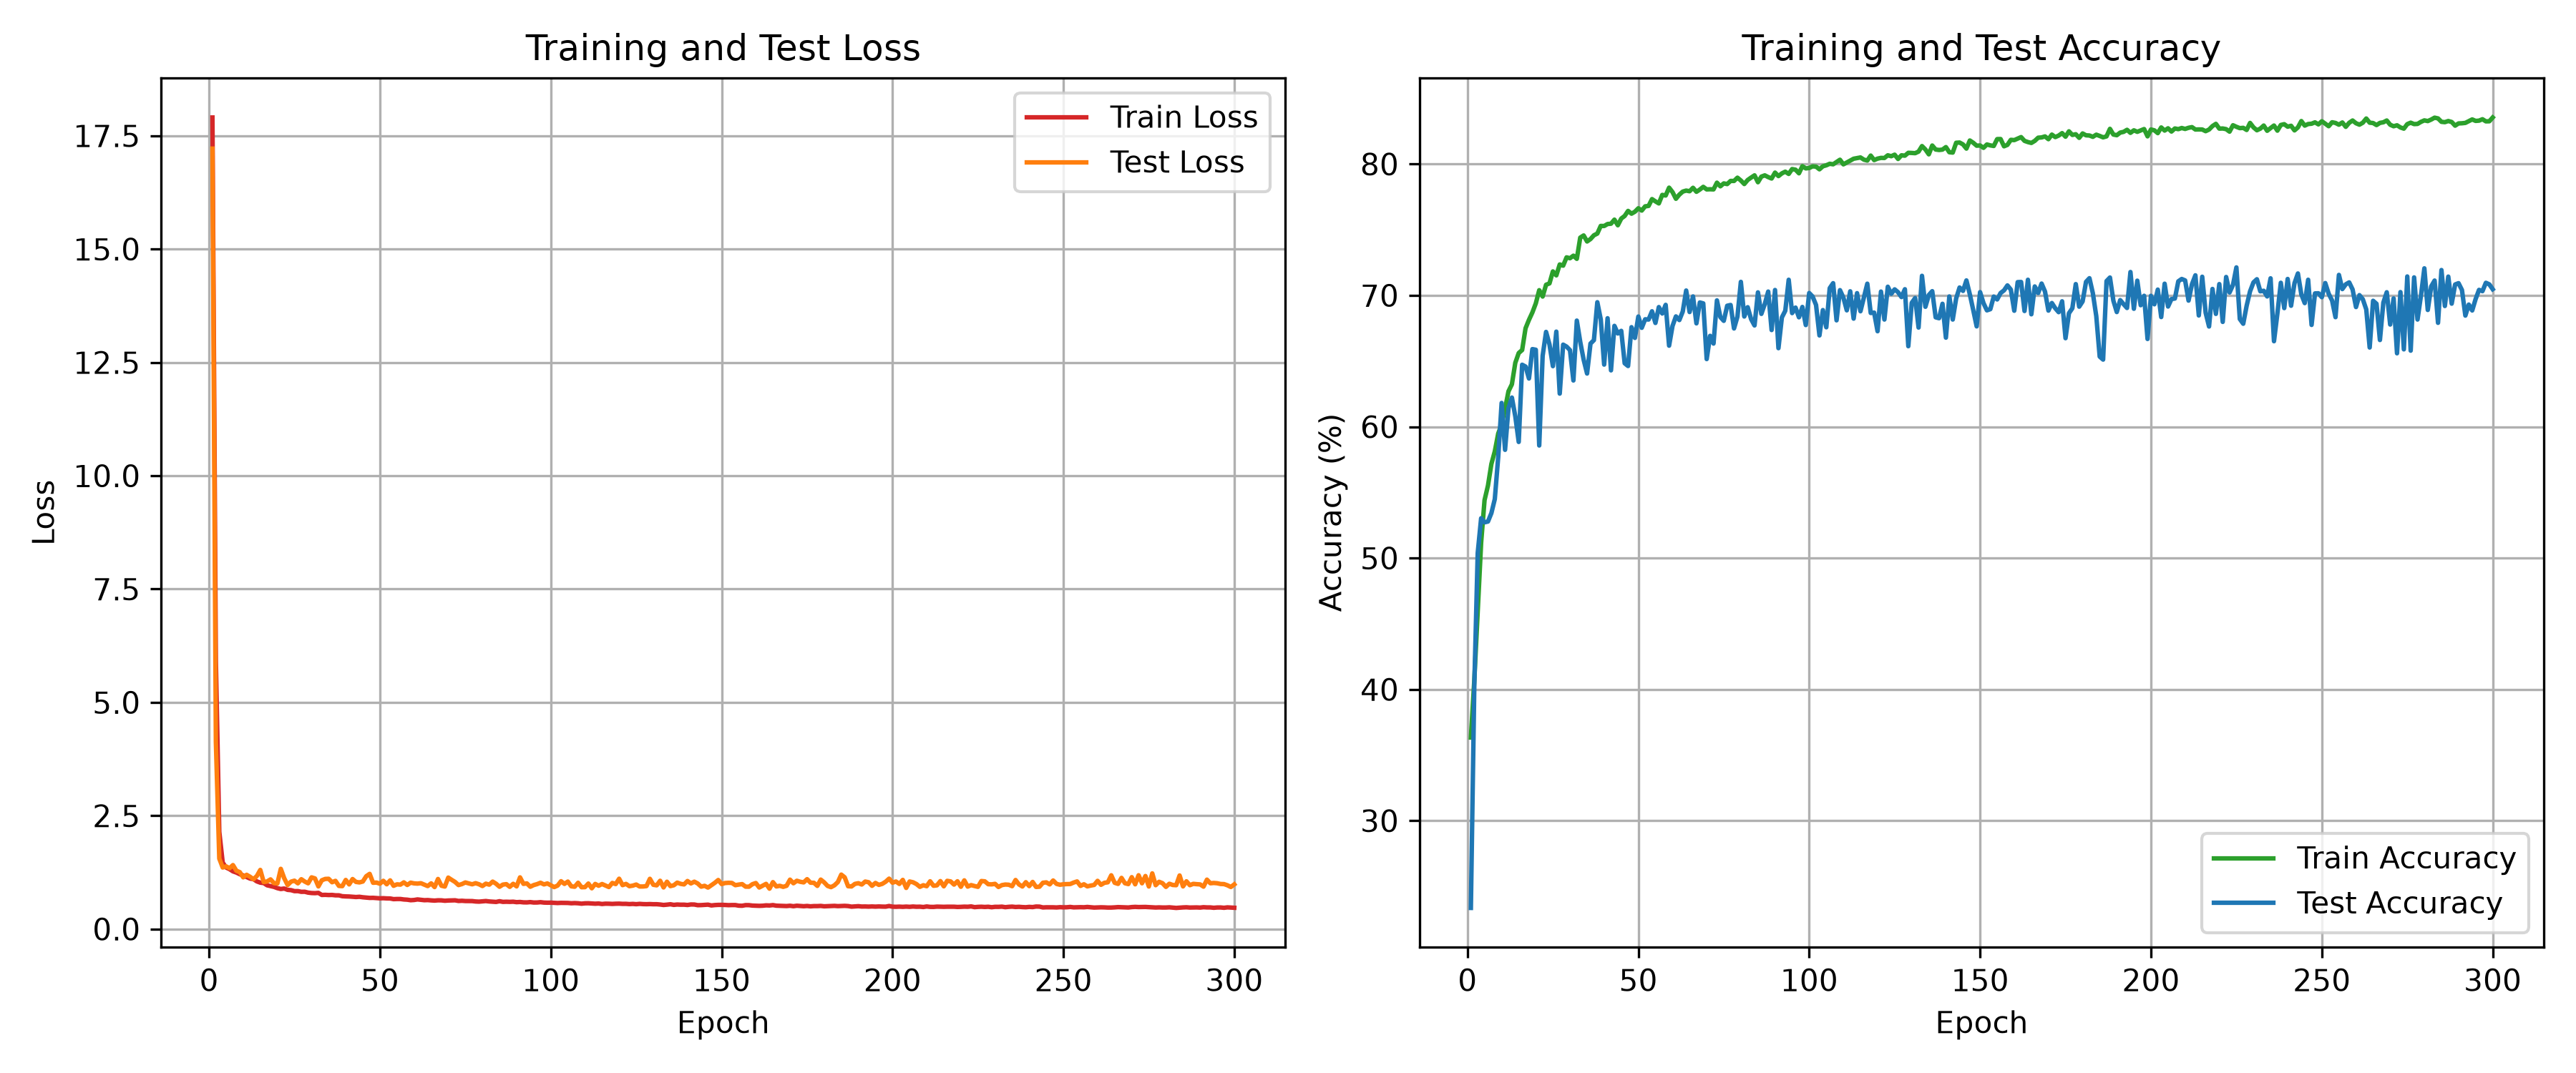 Training and Test Loss
17.5
15.0
12.5
10.0
7.5
5.0
2.5
0.0
Loss
0 50 100 150 200 250 300
Epoch
Train Loss
Test Loss
Training and Test Accuracy
80
70
60
50
40
30
Accuracy (%)
0 50 100 150 200 250 300
Epoch
Train Accuracy
Test Accuracy